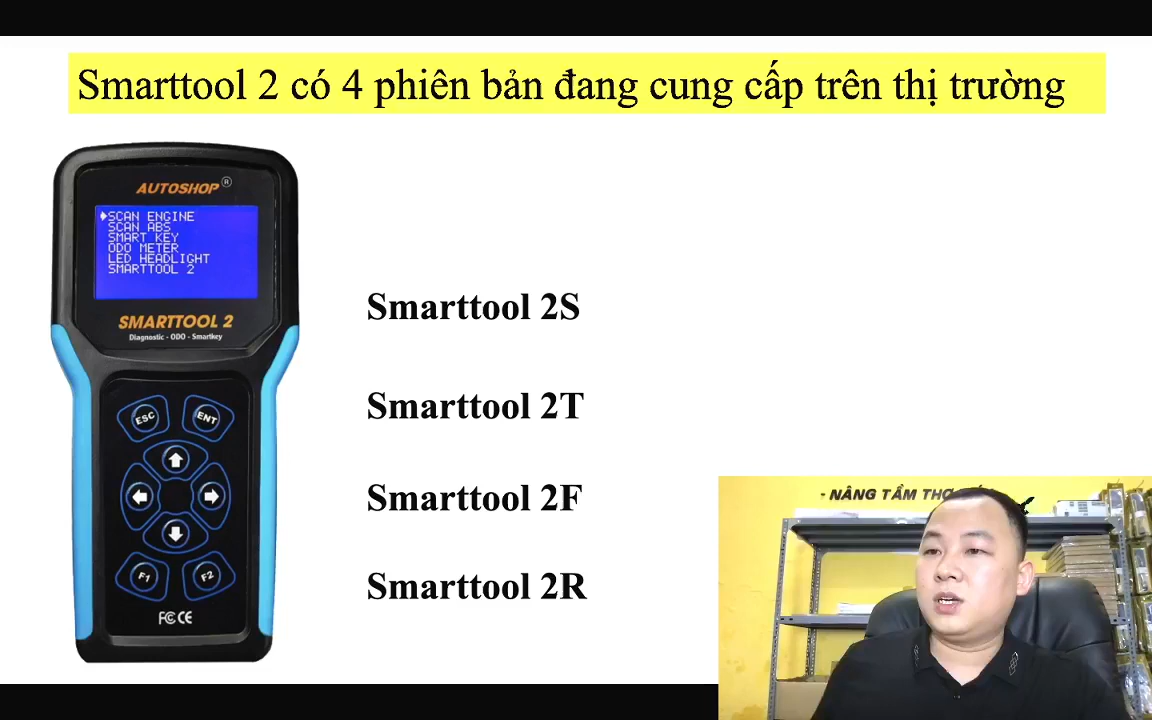 Smarttool 2 có 4 phiên bản đang cung cấp trên thị trường
AUTOSHOP ®
SCAN ENGINE
SCAN ABS
SMART KEY
ODO METER
LED HEADLIGHT
SMARTTOOL 2
SMARTTOOL 2
Diagnostic - ODO - Smartkey
ESC
ENT
F1
F2
FC CE
Smarttool 2S
Smarttool 2T
Smarttool 2F
Smarttool 2R
- NÂNG TẦM THỢ